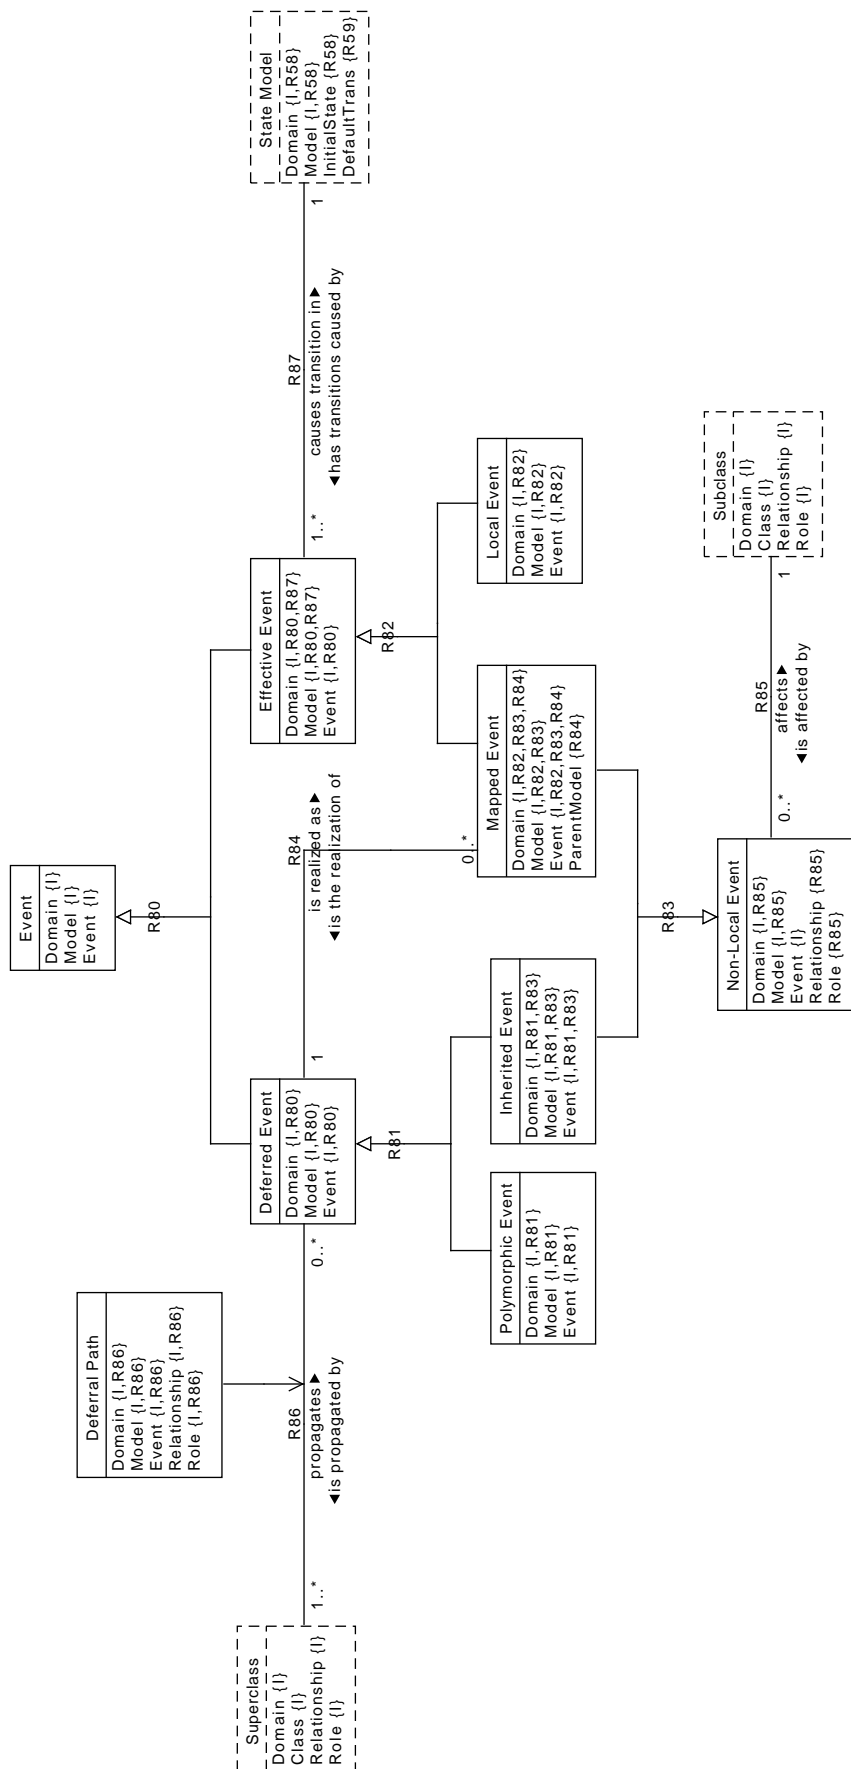 Event
Domain {I}
Model {I}
Event {I}
R80
Deferral Path
Domain {I,R86}
Model {I,R86}
Event {I,R86}
Relationship {I,R86}
Role {I,R86}
Superclass
Domain {I}
Class {I}
Relationship {I}
Role {I}
1..*
R86
propagates ►
◄is propagated by
0..*
Deferred Event
Domain {I,R80}
Model {I,R80}
Event {I,R80}
1
R84
is realized as►
◄is the realization of
0..*
Effective Event
Domain {I,R80,R87}
Model {I,R80,R87}
Event {I,R80}
1..*
R87
causes transition in►
◄has transitions caused by
1
State Model
Domain {I,R58}
Model {I,R58}
InitialState {R58}
DefaultTrans {R59}
R81
R82
Polymorphic Event
Domain {I,R81}
Model {I,R81}
Event {I,R81}
Inherited Event
Domain {I,R81,R83}
Model {I,R81,R83}
Event {I,R81,R83}
Mapped Event
Domain {I,R82,R83,R84}
Model {I,R82,R83}
Event {I,R82,R83,R84}
ParentModel {R84}
Local Event
Domain {I,R82}
Model {I,R82}
Event {I,R82}
R83
Non-Local Event
Domain {I,R85}
Model {I,R85}
Event {I}
Relationship {R85}
Role {R85}
0..*
R85
affects►
◄is affected by
1
Subclass
Domain {I}
Class {I}
Relationship {I}
Role {I}